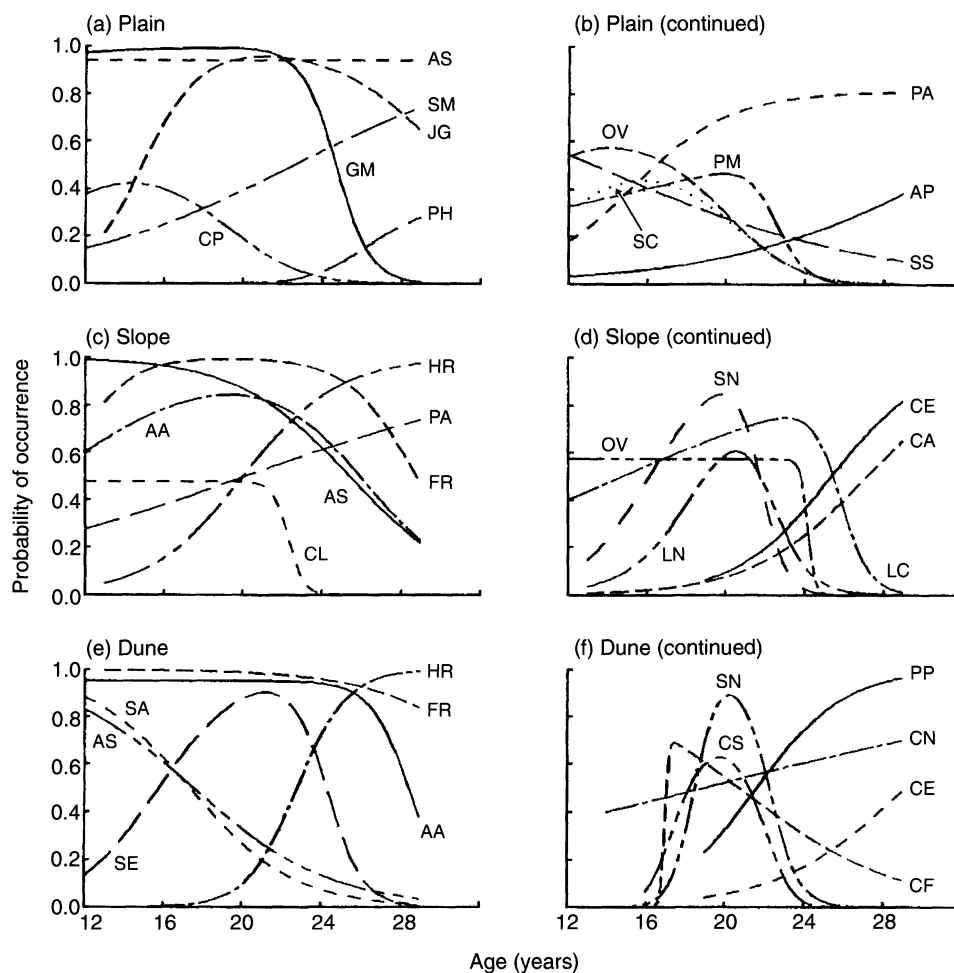 (a) Plain
1.0
0.8
0.6
0.4
0.2
0.0
AS
SM
JG
GM
PH
CP
(b) Plain (continued)
OV
PA
PM
AP
SC
SS
Probability of occurrence
(c) Slope
1.0
0.8
0.6
0.4
0.2
0.0
HR
AA
PA
FR
AS
CL
(d) Slope (continued)
SN
CE
OV
CA
LN
LC
(e) Dune
1.0
0.8
0.6
0.4
0.2
0.0
HR
FR
SA
AS
AA
SE
12 16 20 24 28
(f) Dune (continued)
SN
PP
CS
CN
CE
CF
12 16 20 24 28
Age (years)